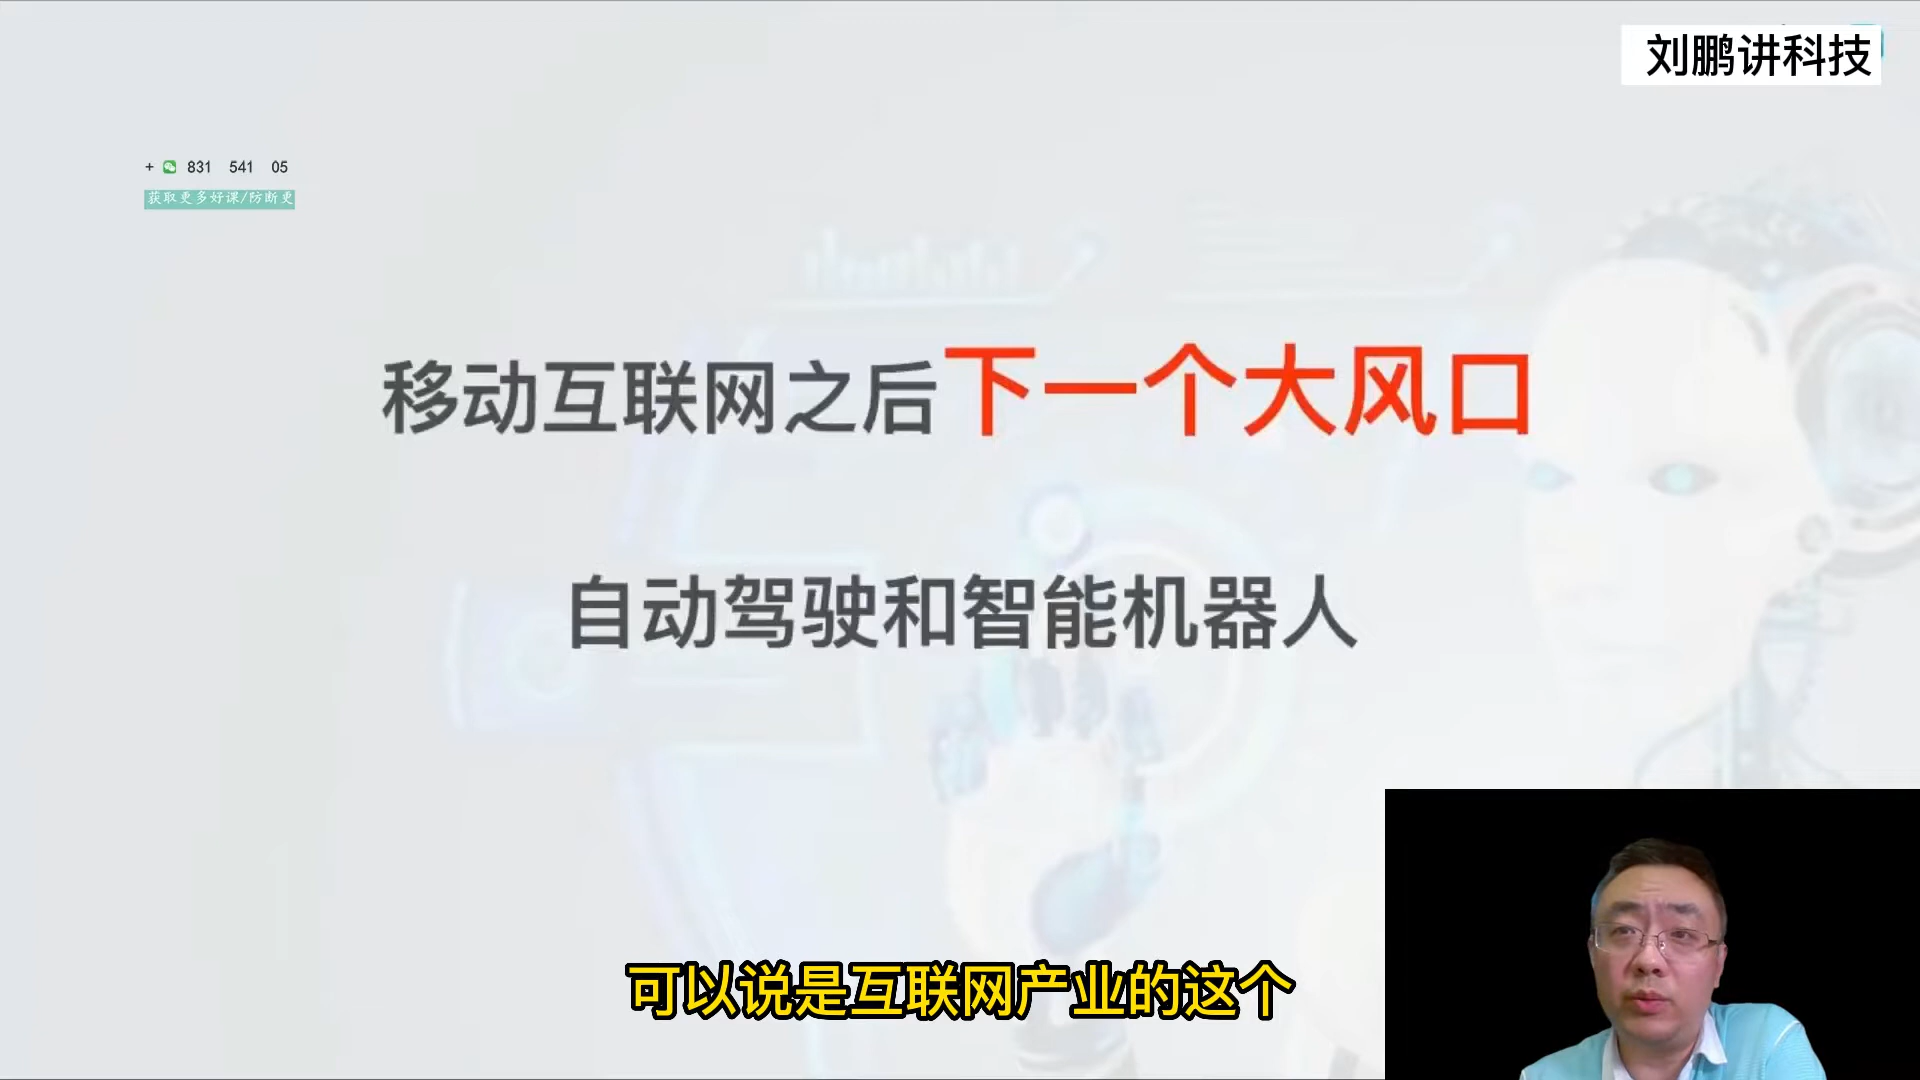 刘鹏讲科技
+ 831 541 05
获取更多好课/防断更
移动互联网之后下一个大风口
自动驾驶和智能机器人
可以说是互联网产业的这个